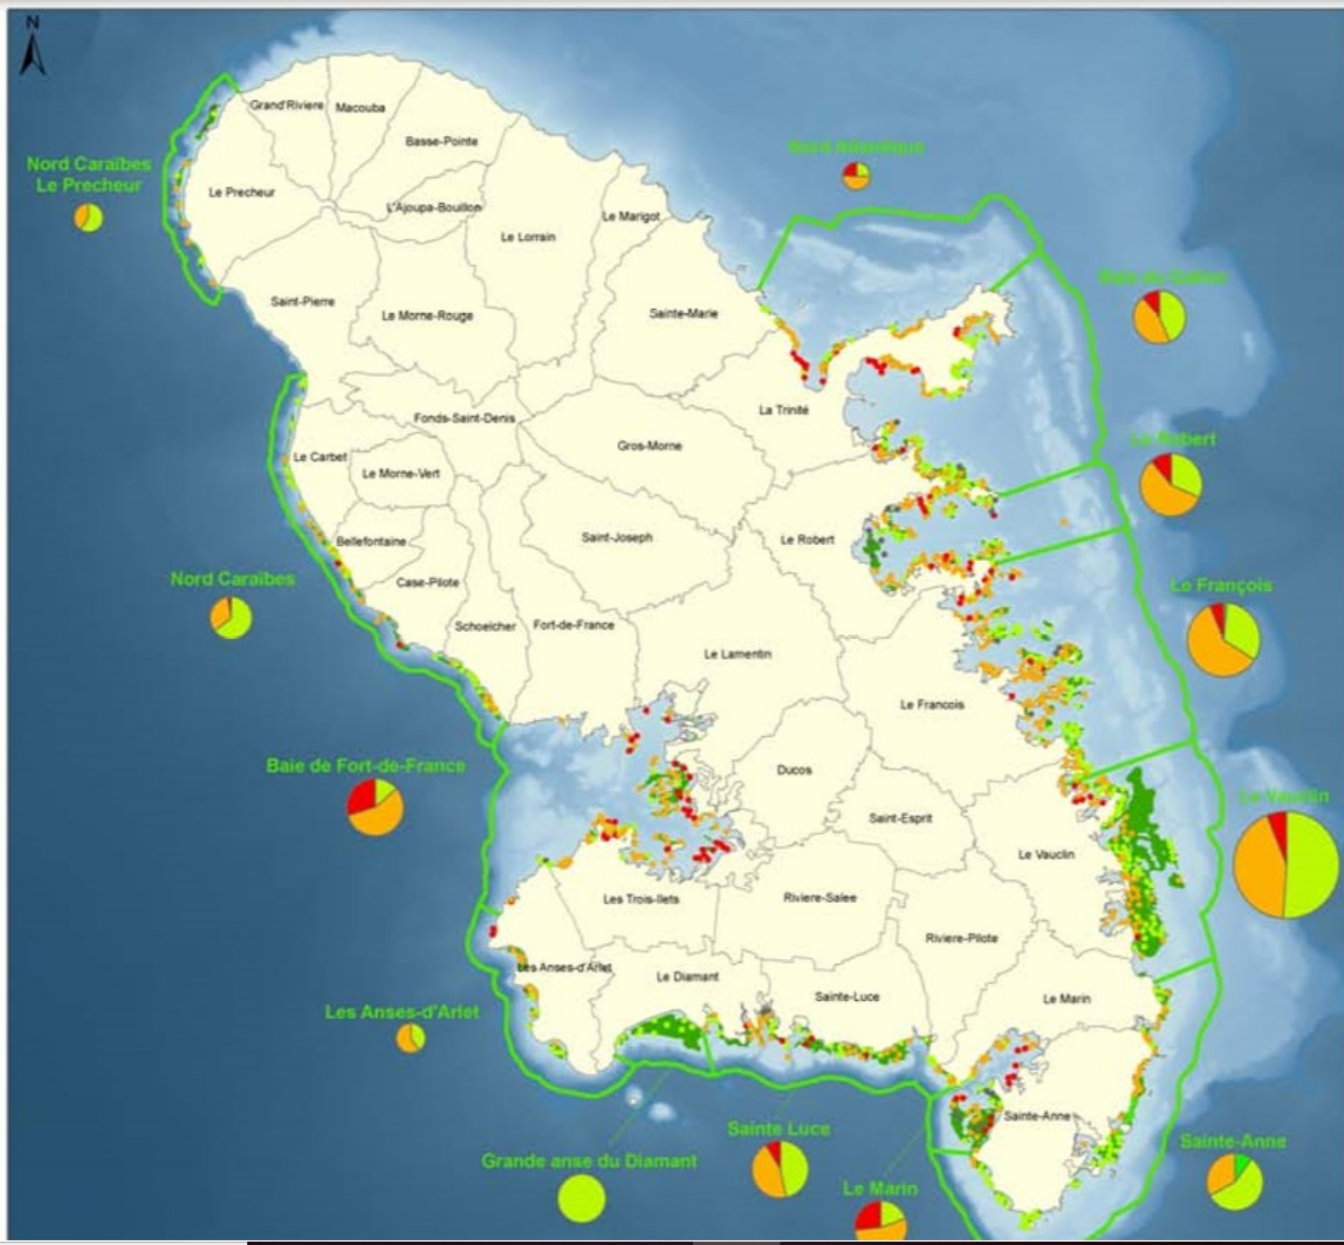 N
Grand'Riviere
Macouba
Basse-Pointe
Nord Atlantique
Nord Caraïbes
Le Precheur
Le Precheur
L'Ajoupa-Bouillon
Le Marigot
Le Lorrain
Baie du Galion
Saint-Pierre
Le Morne-Rouge
Sainte-Marie
La Trinité
Fonds-Saint-Denis
Le Robert
Gros-Morne
Le Carbet
Le Morne-Vert
Saint-Joseph
Le Robert
Bellefontaine
Nord Caraïbes
Case-Pilote
Le François
Schoelcher
Fort-de-France
Le Lamentin
Le Francois
Baie de Fort-de-France
Ducos
Le Vauclin
Saint-Esprit
Le Vauclin
Les Trois-Ilets
Riviere-Salee
Riviere-Pilote
Les Anses-d'Arlet
Le Diamant
Sainte-Luce
Le Marin
Les Anses-d'Arlet
Sainte-Anne
Sainte Luce
Sainte-Anne
Grande anse du Diamant
Le Marin